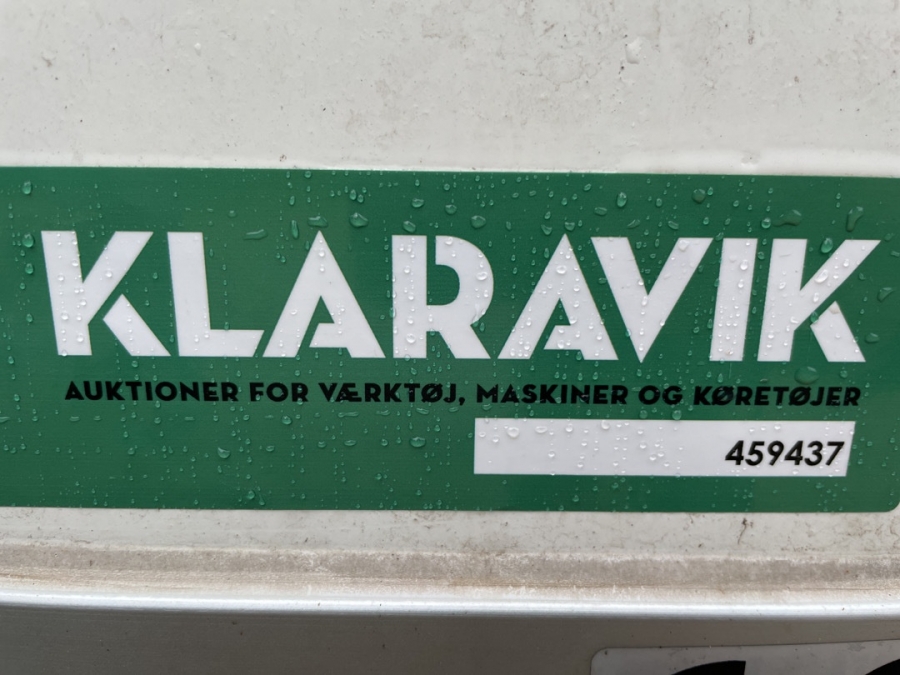 KLARAVIK
AUKTIONER FOR VÆRKTØJ, MASKINER OG KØRETØJER
459437